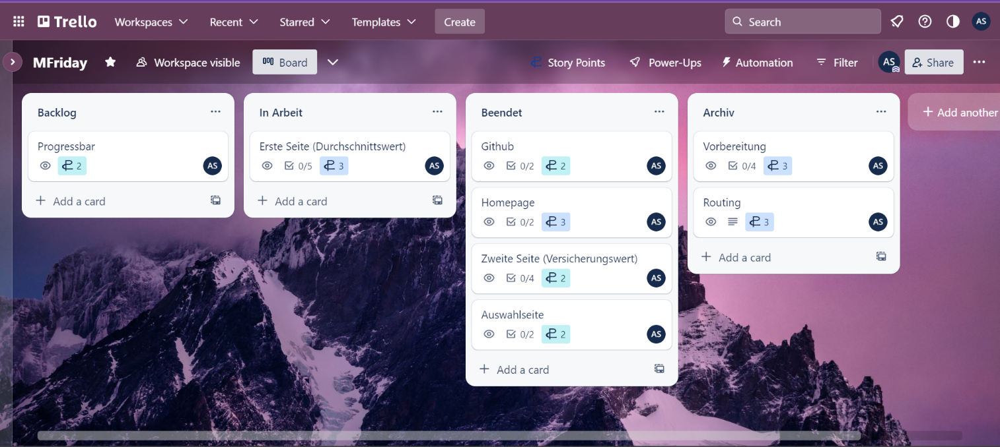 Trello Workspaces Recent Starred Templates Create Search AS
MFriday Workspace visible Board Story Points Power-Ups Automation Filter AS Share
Backlog
Progressbar
2 AS
Add a card
In Arbeit
Erste Seite (Durchschnittswert)
0/5 3 AS
Add a card
Beendet
Github
0/2 2 AS
Homepage
0/2 3 AS
Zweite Seite (Versicherungswert)
0/4 2 AS
Auswahlseite
0/2 2 AS
Add a card
Archiv
Vorbereitung
0/4 3 AS
Routing
3 AS
Add a card
Add another